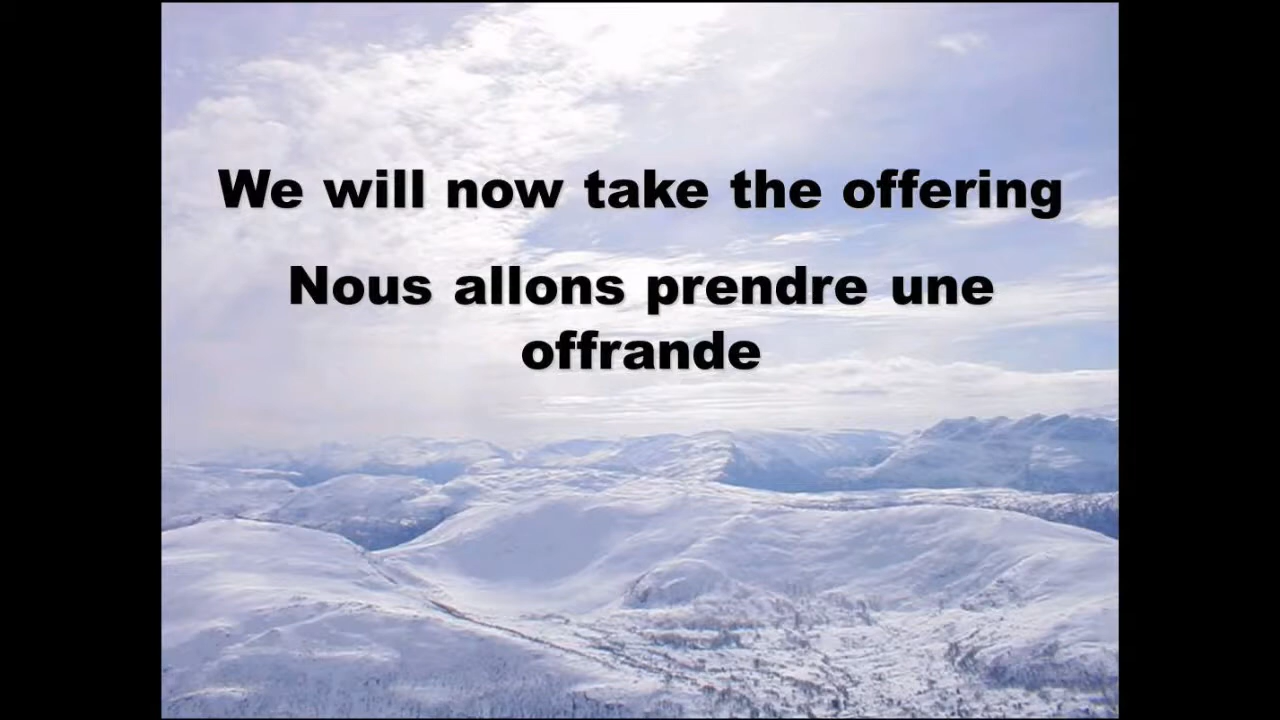 We will now take the offering
Nous allons prendre une
offrande